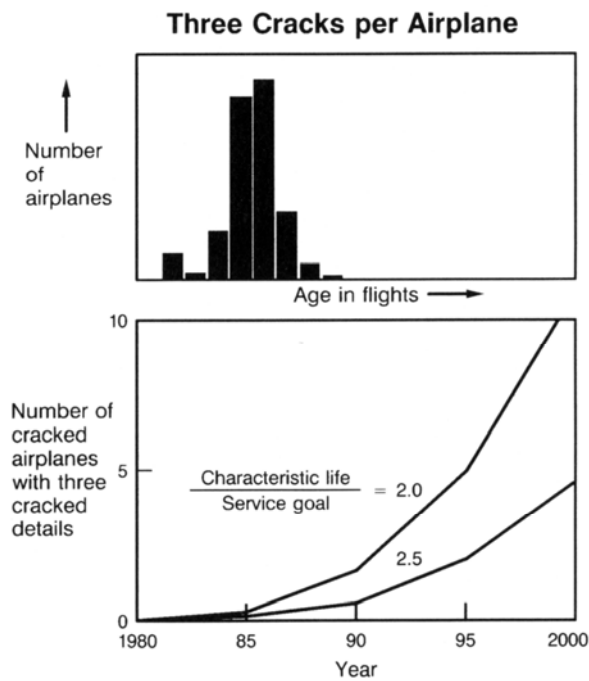 Three Cracks per Airplane
Number
of
airplanes
Age in flights
10
Number of
cracked
airplanes
with three
cracked
details
5
Characteristic life
Service goal
= 2.0
2.5
0
1980
85
90
95
2000
Year